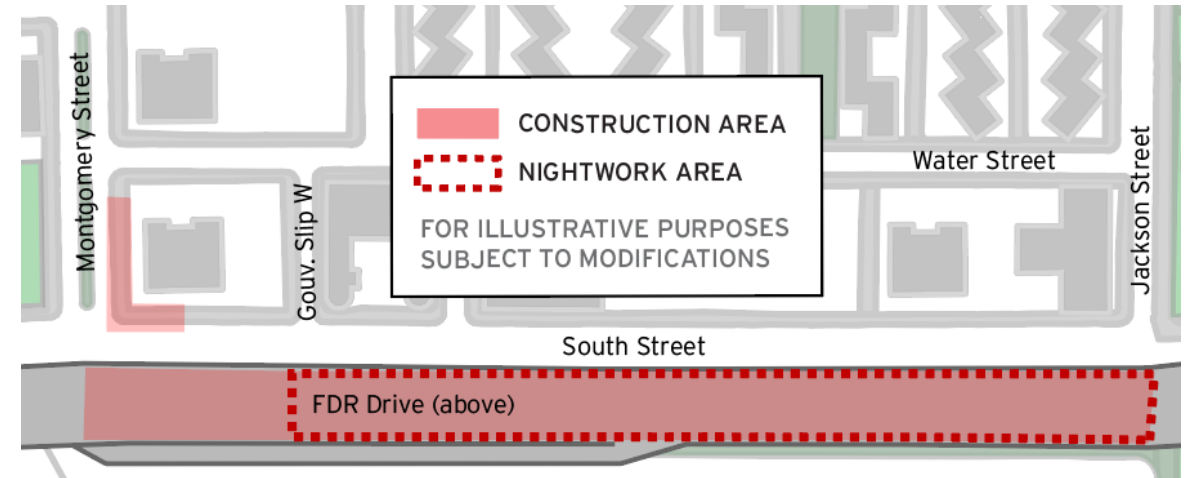 Montgomery Street
Gouv. Slip W
CONSTRUCTION AREA
NIGHTWORK AREA
FOR ILLUSTRATIVE PURPOSES
SUBJECT TO MODIFICATIONS
Water Street
Jackson Street
South Street
FDR Drive (above)